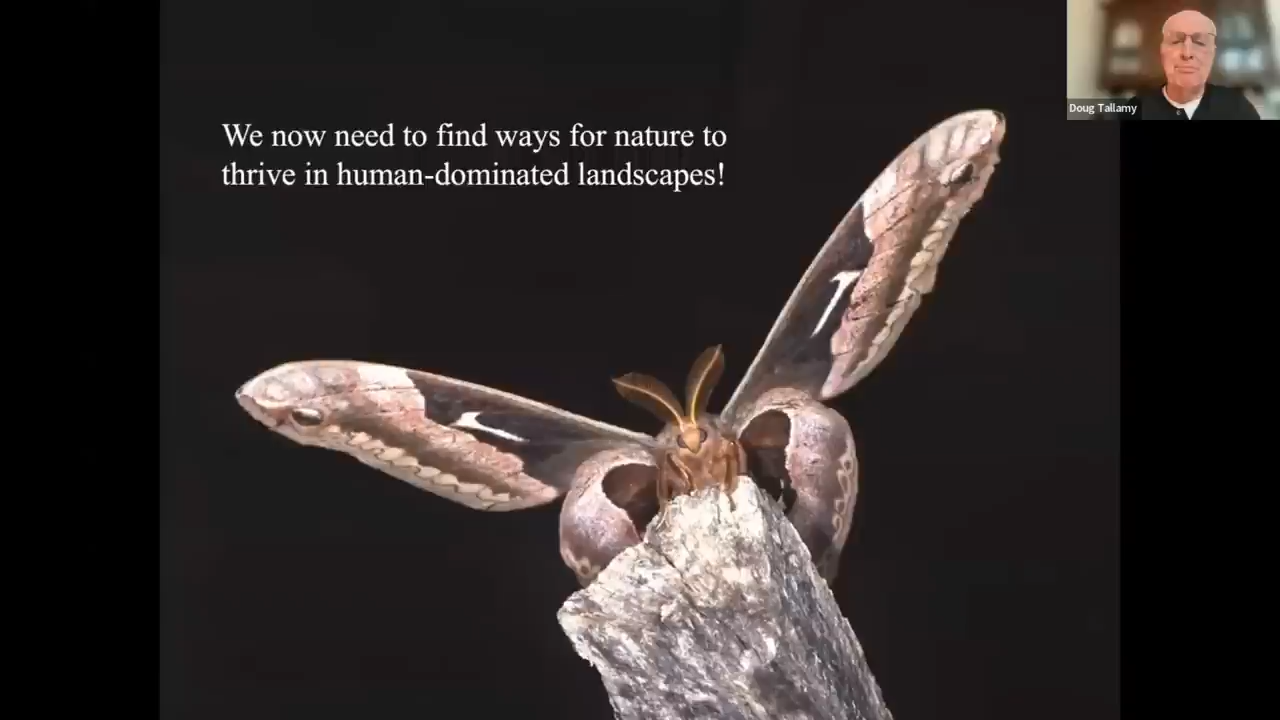 We now need to find ways for nature to
thrive in human-dominated landscapes!
Doug Tallamy